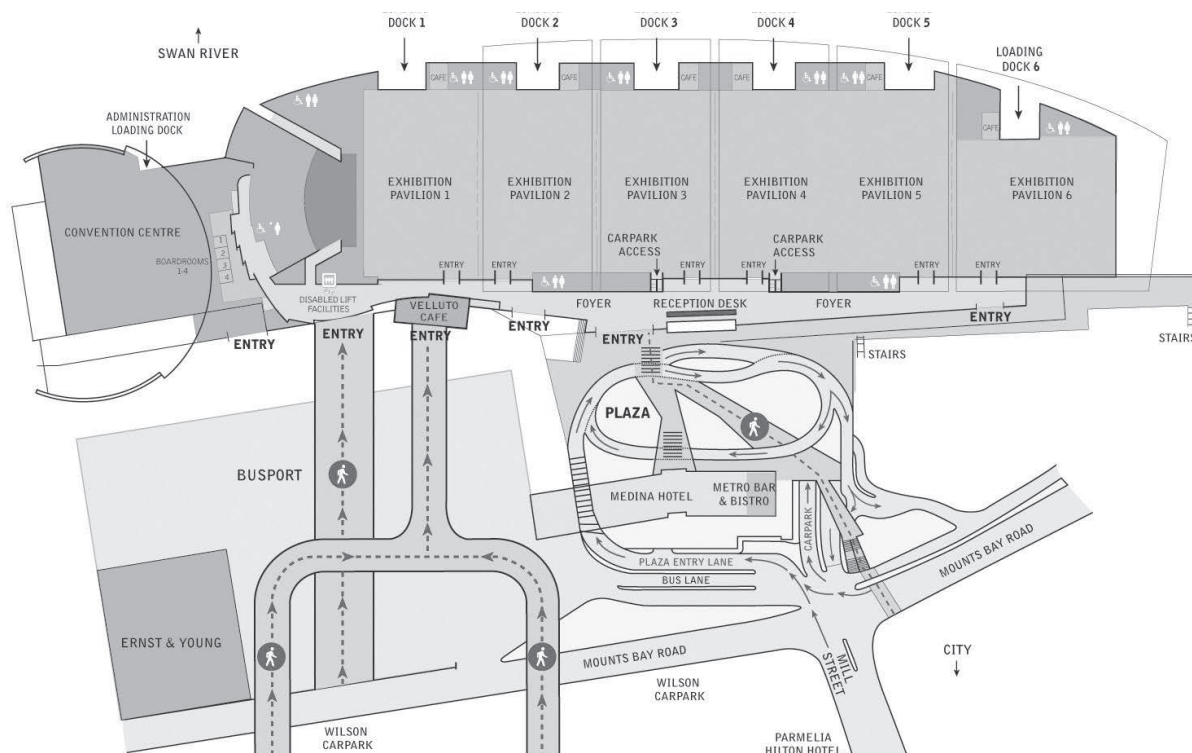 DOCK 1
DOCK 2
DOCK 3
DOCK 4
DOCK 5
SWAN RIVER
LOADING
DOCK 6
CAFE
CAFE
CAFE
CAFE
CAFE
CAFE
ADMINISTRATION
LOADING DOCK
EXHIBITION
PAVILION 1
EXHIBITION
PAVILION 2
EXHIBITION
PAVILION 3
EXHIBITION
PAVILION 4
EXHIBITION
PAVILION 5
EXHIBITION
PAVILION 6
CONVENTION CENTRE
BOARDROOMS
1-4
1
2
3
4
CARPARK
ACCESS
CARPARK
ACCESS
ENTRY
ENTRY
ENTRY
ENTRY
ENTRY
ENTRY
DISABLED LIFT
FACILITIES
VELLUTO
CAFE
FOYER
RECEPTION DESK
FOYER
ENTRY
ENTRY
ENTRY
ENTRY
ENTRY
ENTRY
STAIRS
STAIRS
PLAZA
BUSPORT
MEDINA HOTEL
METRO BAR
& BISTRO
CARPARK
PLAZA ENTRY LANE
BUS LANE
MOUNTS BAY ROAD
ERNST & YOUNG
MOUNTS BAY ROAD
MILL
STREET
CITY
WILSON
CARPARK
WILSON
CARPARK
PARMELIA
HILTON HOTEL